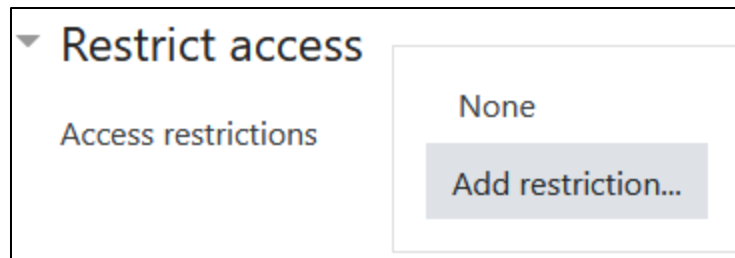 Restrict access
Access restrictions
None
Add restriction...